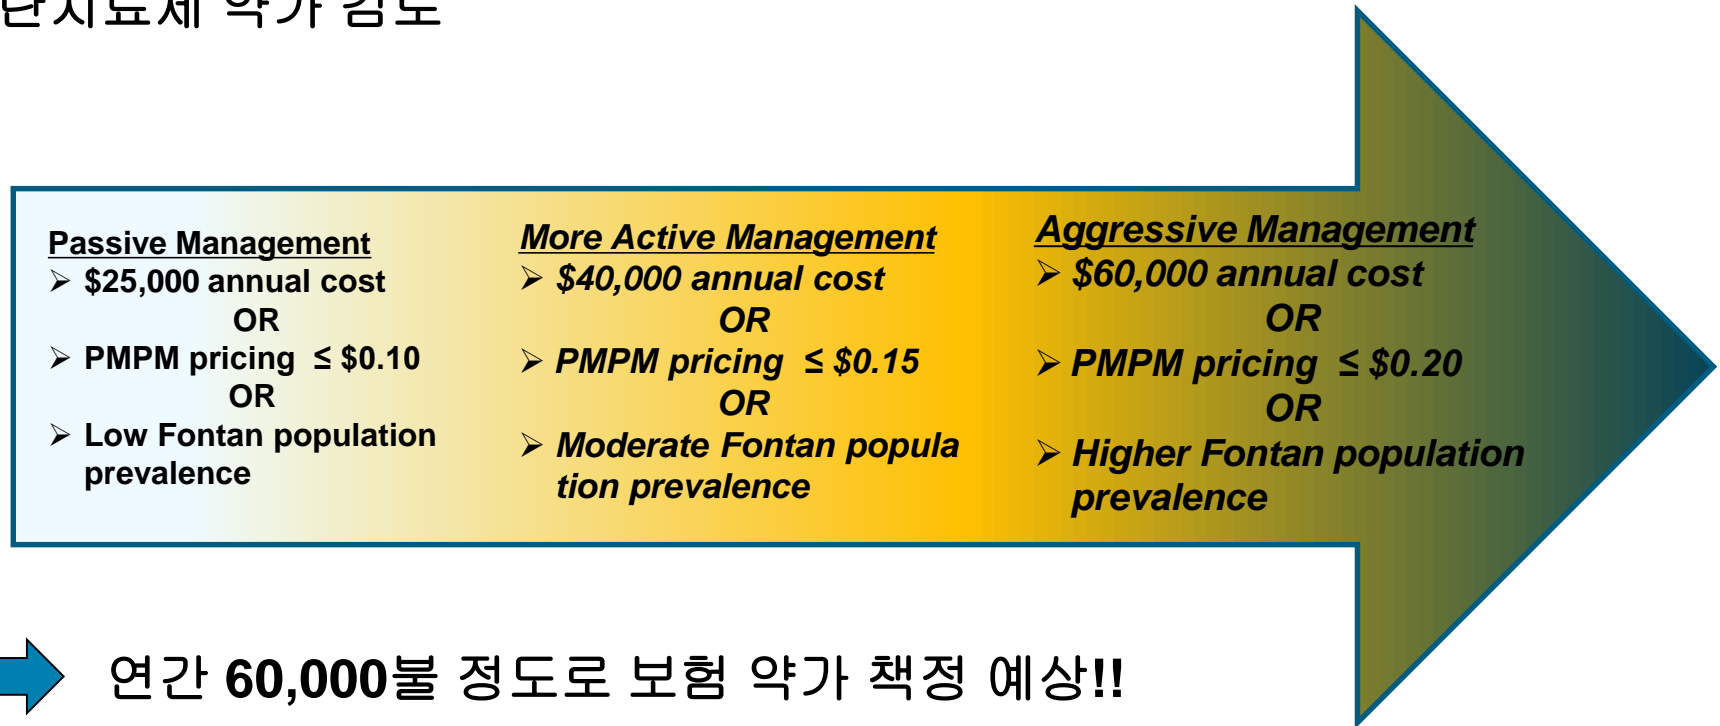 약가
Passive Management
➢ $25,000 annual cost
OR
➢ PMPM pricing ≤ $0.10
OR
➢ Low Fontan population
prevalence
More Active Management
➢ $40,000 annual cost
OR
➢ PMPM pricing ≤ $0.15
OR
➢ Moderate Fontan popula
tion prevalence
Aggressive Management
➢ $60,000 annual cost
OR
➢ PMPM pricing ≤ $0.20
OR
➢ Higher Fontan population
prevalence
연간 60,000불 정도로 보험 약가 책정 예상!!